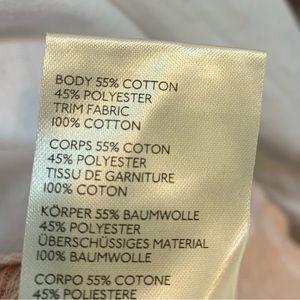 BODY 55% COTTON
45% POLYESTER
TRIM FABRIC
100% COTTON
CORPS 55% COTON
45% POLYESTER
TISSU DE GARNITURE
100% COTON
KÖRPER 55% BAUMWOLLE
45% POLYESTER
ÜBERSCHÜSSIGES MATERIAL
100% BAUMWOLLE
CORPO 55% COTONE
45% POLIESTERE